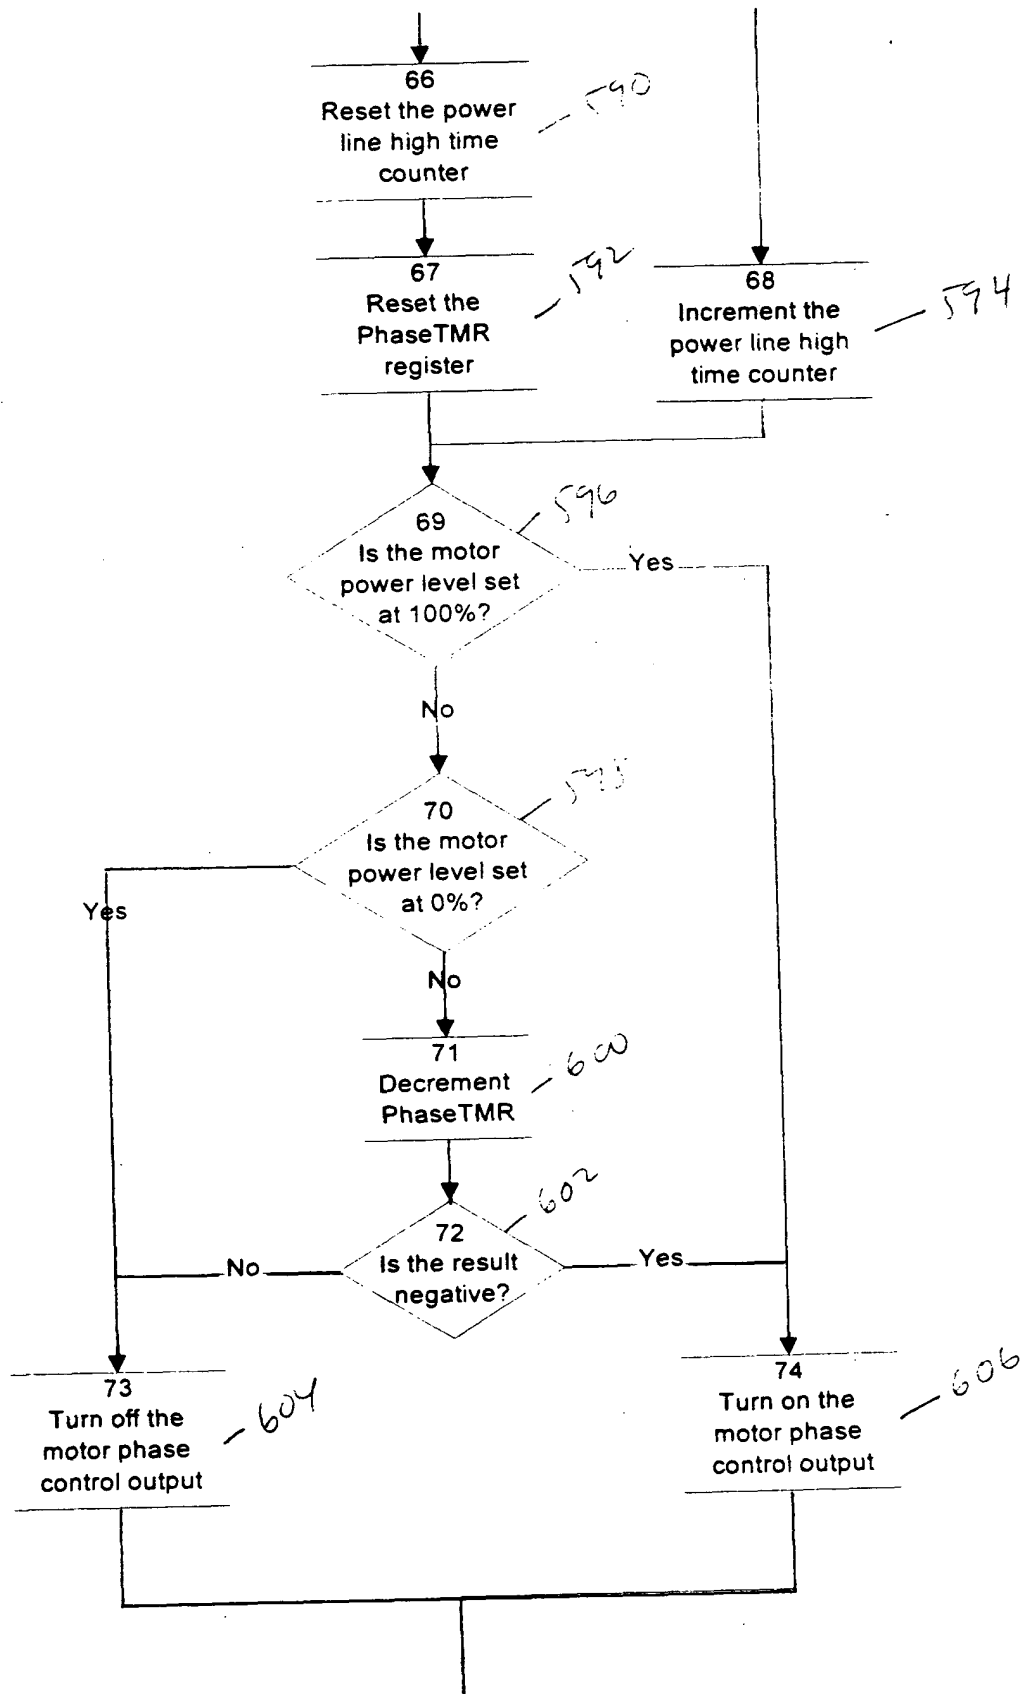 66
Reset the power
line high time
counter
590
67
Reset the
PhaseTMR
register
592
68
Increment the
power line high
time counter
594
69
Is the motor
power level set
at 100%?
596
Yes
No
70
Is the motor
power level set
at 0%?
598
Yes
No
71
Decrement
PhaseTMR
600
72
Is the result
negative?
602
No
Yes
73
Turn off the
motor phase
control output
604
74
Turn on the
motor phase
control output
606